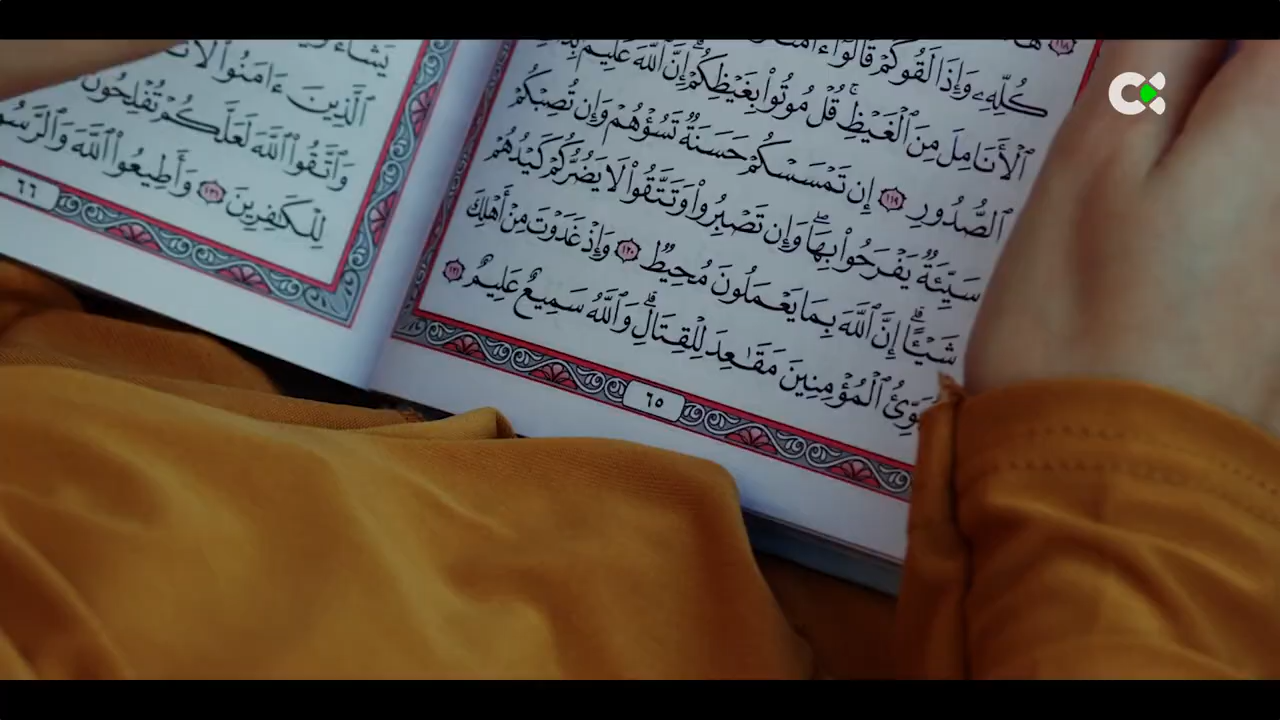 كُلِّهِۦ وَإِذَا لَقُوكُمْ قَالُوٓا۟ ءَامَنَّا
ٱلْأَنَامِلَ مِنَ ٱلْغَيْظِ ۚ قُلْ مُوتُوا۟ بِغَيْظِكُمْ ۗ إِنَّ ٱللَّهَ عَلِيمٌۢ بِذَاتِ
ٱلصُّدُورِ ١١٩ إِن تَمْسَسْكُمْ حَسَنَةٌ تَسُؤْهُمْ وَإِن تُصِبْكُمْ
سَيِّئَةٌ يَفْرَحُوا۟ بِهَا ۖ وَإِن تَصْبِرُوا۟ وَتَتَّقُوا۟ لَا يَضُرُّكُمْ كَيْدُهُمْ
شَيْـًٔا ۗ إِنَّ ٱللَّهَ بِمَا يَعْمَلُونَ مُحِيطٌ ١٢٠ وَإِذْ غَدَوْتَ مِنْ أَهْلِكَ
تُبَوِّئُ ٱلْمُؤْمِنِينَ مَقَـٰعِدَ لِلْقِتَالِ ۗ وَٱللَّهُ سَمِيعٌ عَلِيمٌ ١٢١
٦٥
يَشَآءُ
ٱلَّذِينَ ءَامَنُوا۟ لَا
وَٱتَّقُوا۟ ٱللَّهَ لَعَلَّكُمْ تُفْلِحُونَ
لِلْكَـٰفِرِينَ ١٣١ وَأَطِيعُوا۟ ٱللَّهَ وَٱلرَّسُو
٦٦